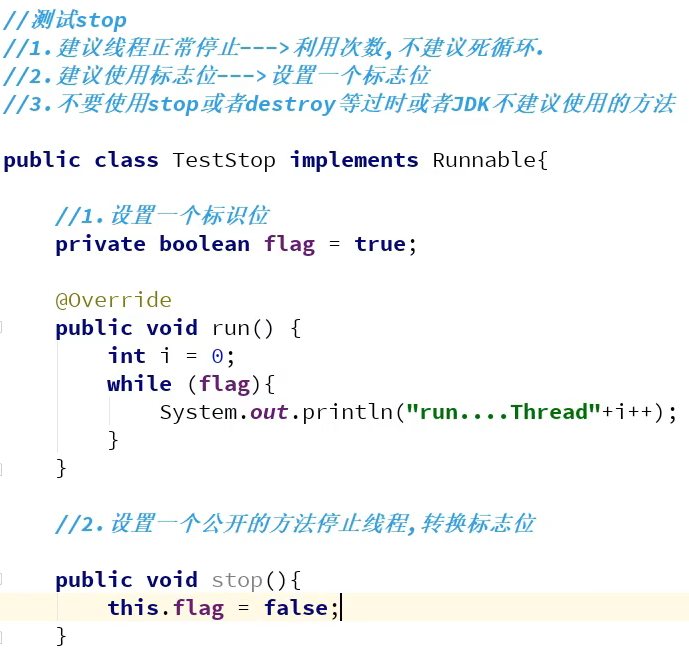 //测试stop
//1.建议线程正常停止--->利用次数,不建议死循环.
//2.建议使用标志位--->设置一个标志位
//3.不要使用stop或者destroy等过时或者JDK不建议使用的方法
public class TestStop implements Runnable{
//1.设置一个标识位
private boolean flag = true;
@Override
public void run() {
int i = 0;
while (flag){
System.out.println("run....Thread"+i++);
}
}
//2.设置一个公开的方法停止线程,转换标志位
public void stop(){
this.flag = false;
}